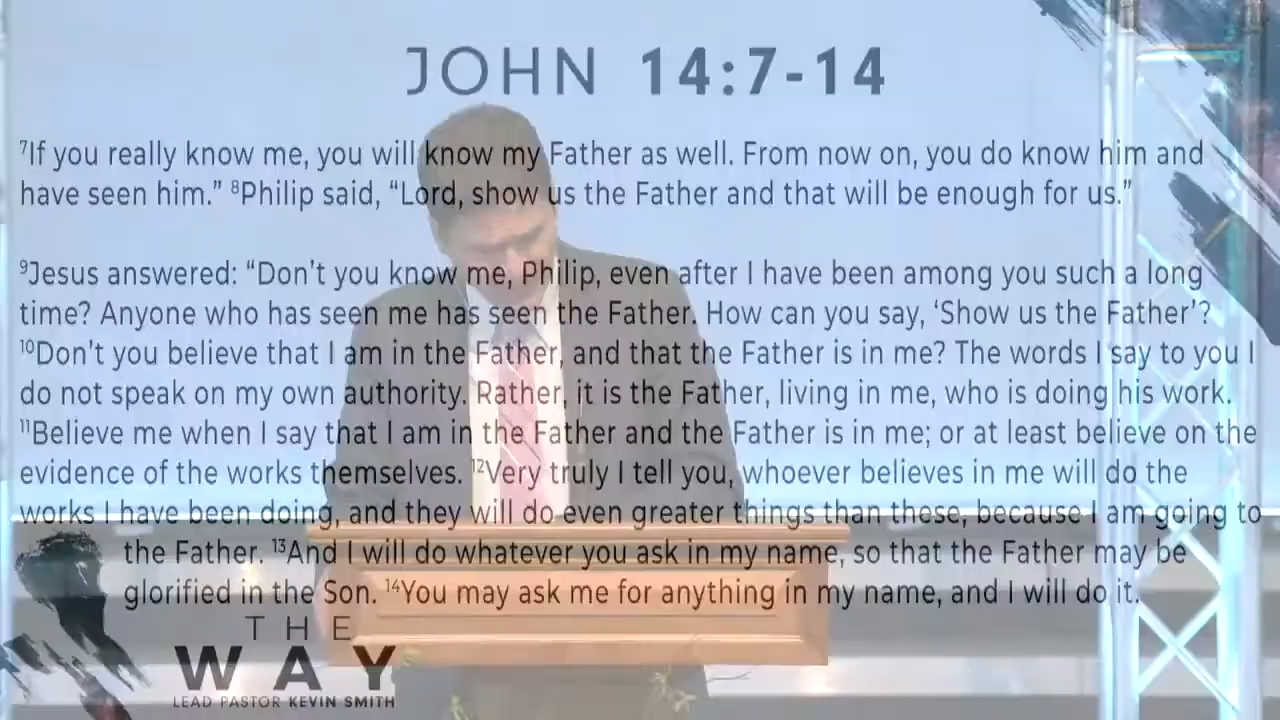 JOHN 14:7-14
⁷If you really know me, you will know my Father as well. From now on, you do know him and
have seen him.” ⁸Philip said, “Lord, show us the Father and that will be enough for us.”
⁹Jesus answered: “Don’t you know me, Philip, even after I have been among you such a long
time? Anyone who has seen me has seen the Father. How can you say, ‘Show us the Father’?
¹⁰Don’t you believe that I am in the Father, and that the Father is in me? The words I say to you I
do not speak on my own authority. Rather, it is the Father, living in me, who is doing his work.
¹¹Believe me when I say that I am in the Father and the Father is in me; or at least believe on the
evidence of the works themselves. ¹²Very truly I tell you, whoever believes in me will do the
works I have been doing, and they will do even greater things than these, because I am going to
the Father. ¹³And I will do whatever you ask in my name, so that the Father may be
glorified in the Son. ¹⁴You may ask me for anything in my name, and I will do it.
THE
WAY
LEAD PASTOR KEVIN SMITH